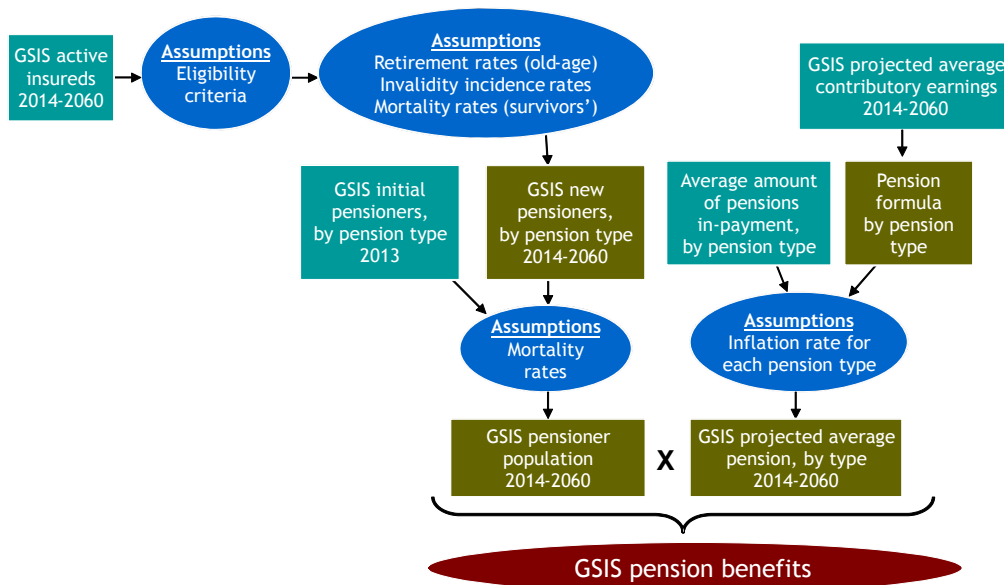 GSIS active
insureds
2014-2060
Assumptions
Eligibility
criteria
Assumptions
Retirement rates (old-age)
Invalidity incidence rates
Mortality rates (survivors’)
GSIS projected average
contributory earnings
2014-2060
GSIS initial
pensioners,
by pension type
2013
GSIS new
pensioners,
by pension type
2014-2060
Average amount
of pensions
in-payment,
by pension type
Pension
formula
by pension
type
Assumptions
Mortality
rates
Assumptions
Inflation rate for
each pension type
GSIS pensioner
population
2014-2060
X
GSIS projected average
pension, by type
2014-2060
GSIS pension benefits